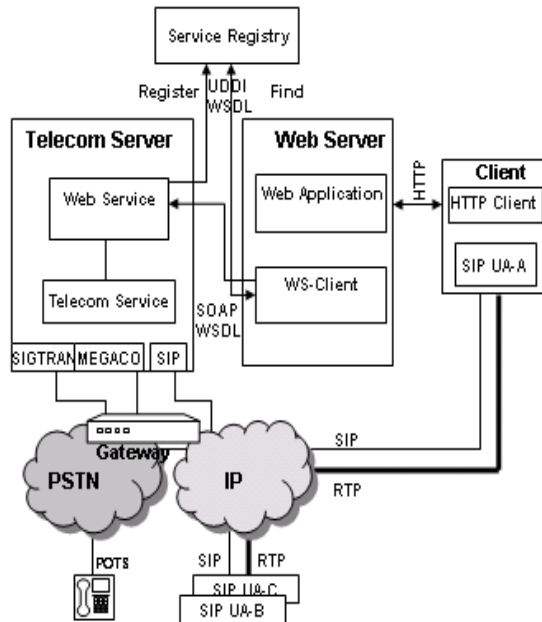 Service Registry
Register
UDDI
WSDL
Find
Telecom Server
Web Server
Client
Web Service
Web Application
HTTP
HTTP Client
SIP UA-A
Telecom Service
SOAP
WSDL
WS-Client
SIGTRAN
MEGACO
SIP
Gateway
SIP
PSTN
IP
RTP
POTS
SIP
RTP
SIP UA-C
SIP UA-B